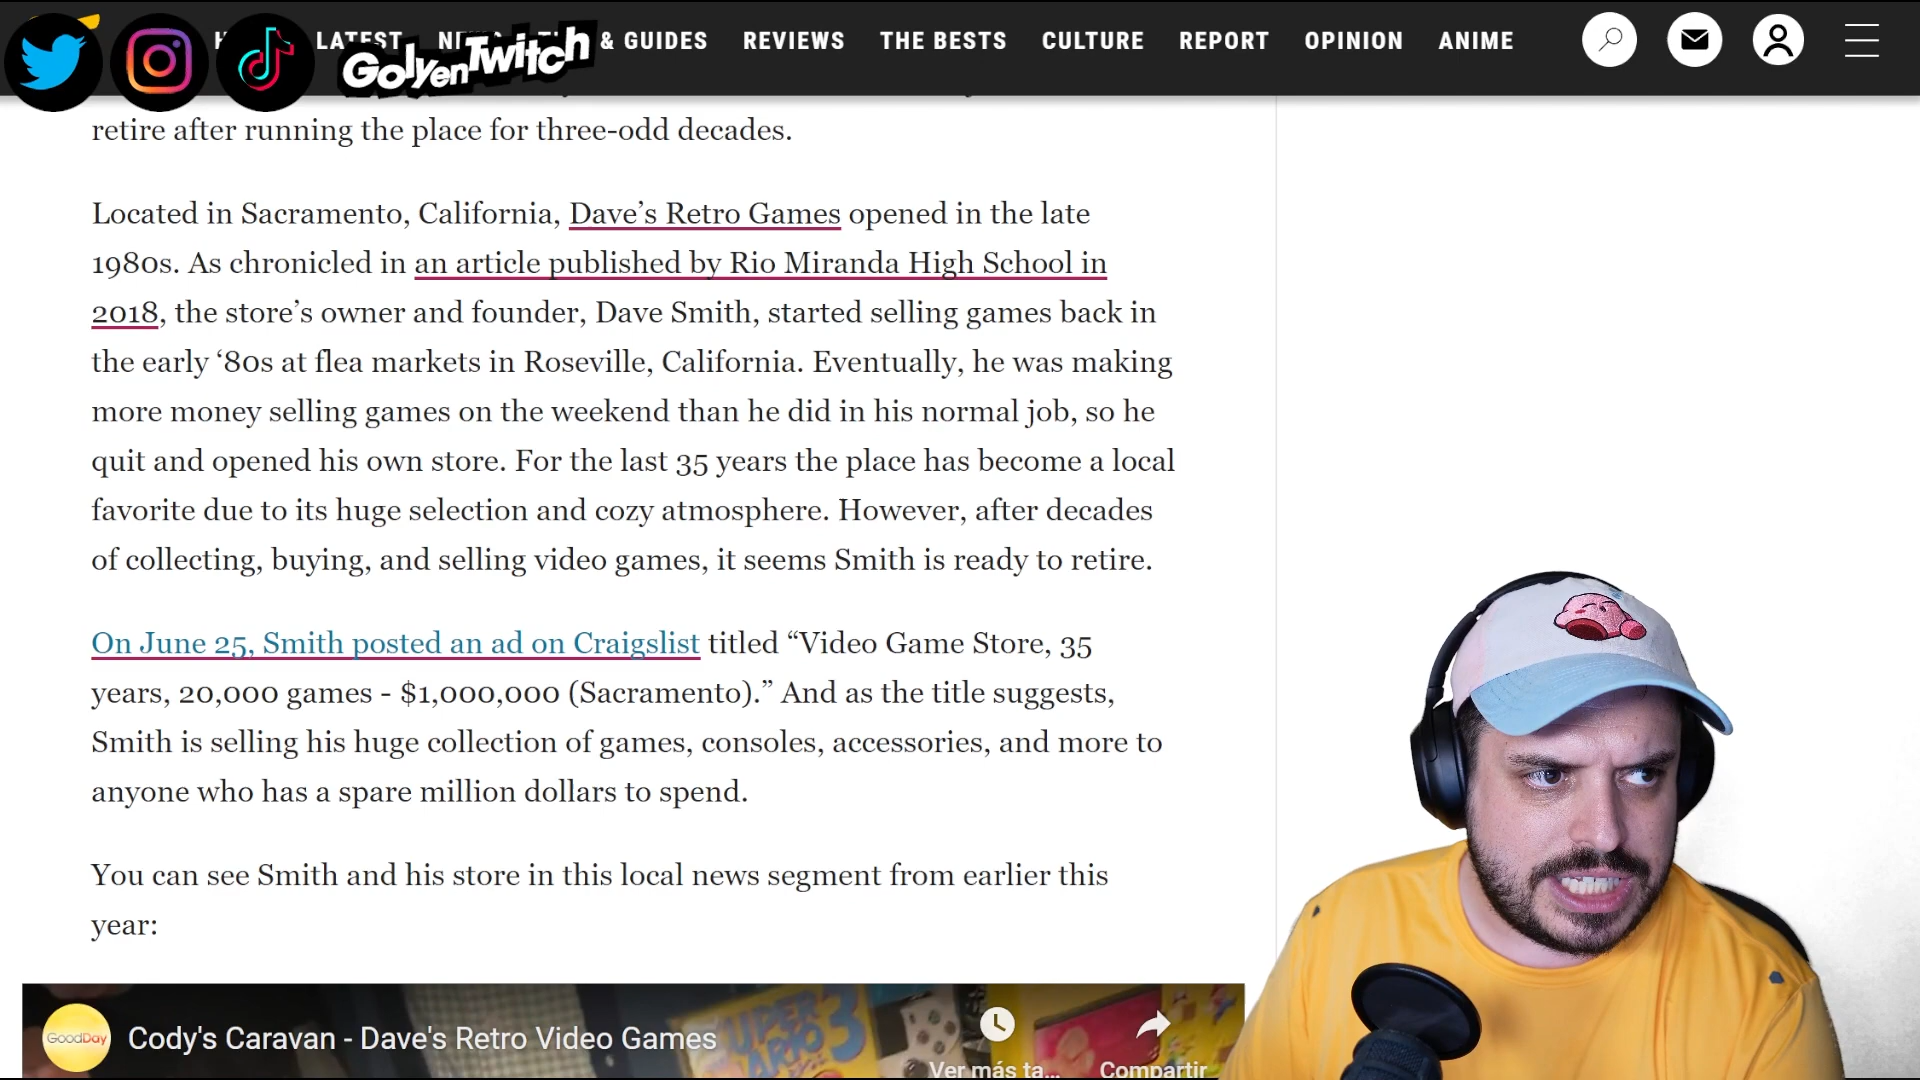 LATEST
& GUIDES
REVIEWS
THE BESTS
CULTURE
REPORT
OPINION
ANIME
GolyenTwitch
retire after running the place for three-odd decades.
Located in Sacramento, California, Dave’s Retro Games opened in the late
1980s. As chronicled in an article published by Rio Miranda High School in
2018, the store’s owner and founder, Dave Smith, started selling games back in
the early ‘80s at flea markets in Roseville, California. Eventually, he was making
more money selling games on the weekend than he did in his normal job, so he
quit and opened his own store. For the last 35 years the place has become a local
favorite due to its huge selection and cozy atmosphere. However, after decades
of collecting, buying, and selling video games, it seems Smith is ready to retire.
On June 25, Smith posted an ad on Craigslist titled “Video Game Store, 35
years, 20,000 games - $1,000,000 (Sacramento).” And as the title suggests,
Smith is selling his huge collection of games, consoles, accessories, and more to
anyone who has a spare million dollars to spend.
You can see Smith and his store in this local news segment from earlier this
year:
GoodDay
Cody's Caravan - Dave's Retro Video Games
Ver más ta...
Compartir